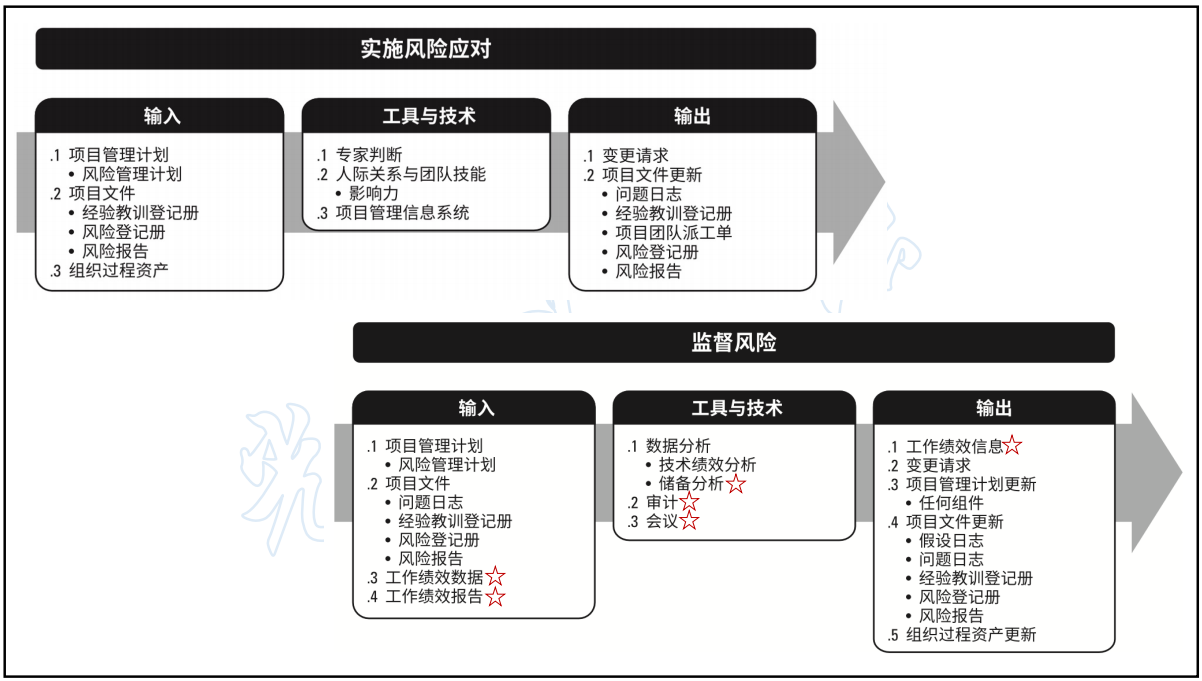 实施风险应对
输入
.1 项目管理计划
• 风险管理计划
.2 项目文件
• 经验教训登记册
• 风险登记册
• 风险报告
.3 组织过程资产
工具与技术
.1 专家判断
.2 人际关系与团队技能
• 影响力
.3 项目管理信息系统
输出
.1 变更请求
.2 项目文件更新
• 问题日志
• 经验教训登记册
• 项目团队派工单
• 风险登记册
• 风险报告
监督风险
输入
.1 项目管理计划
• 风险管理计划
.2 项目文件
• 问题日志
• 经验教训登记册
• 风险登记册
• 风险报告
.3 工作绩效数据☆
.4 工作绩效报告☆
工具与技术
.1 数据分析
• 技术绩效分析
• 储备分析☆
.2 审计☆
.3 会议☆
输出
.1 工作绩效信息☆
.2 变更请求
.3 项目管理计划更新
• 任何组件
.4 项目文件更新
• 假设日志
• 问题日志
• 经验教训登记册
• 风险登记册
• 风险报告
.5 组织过程资产更新